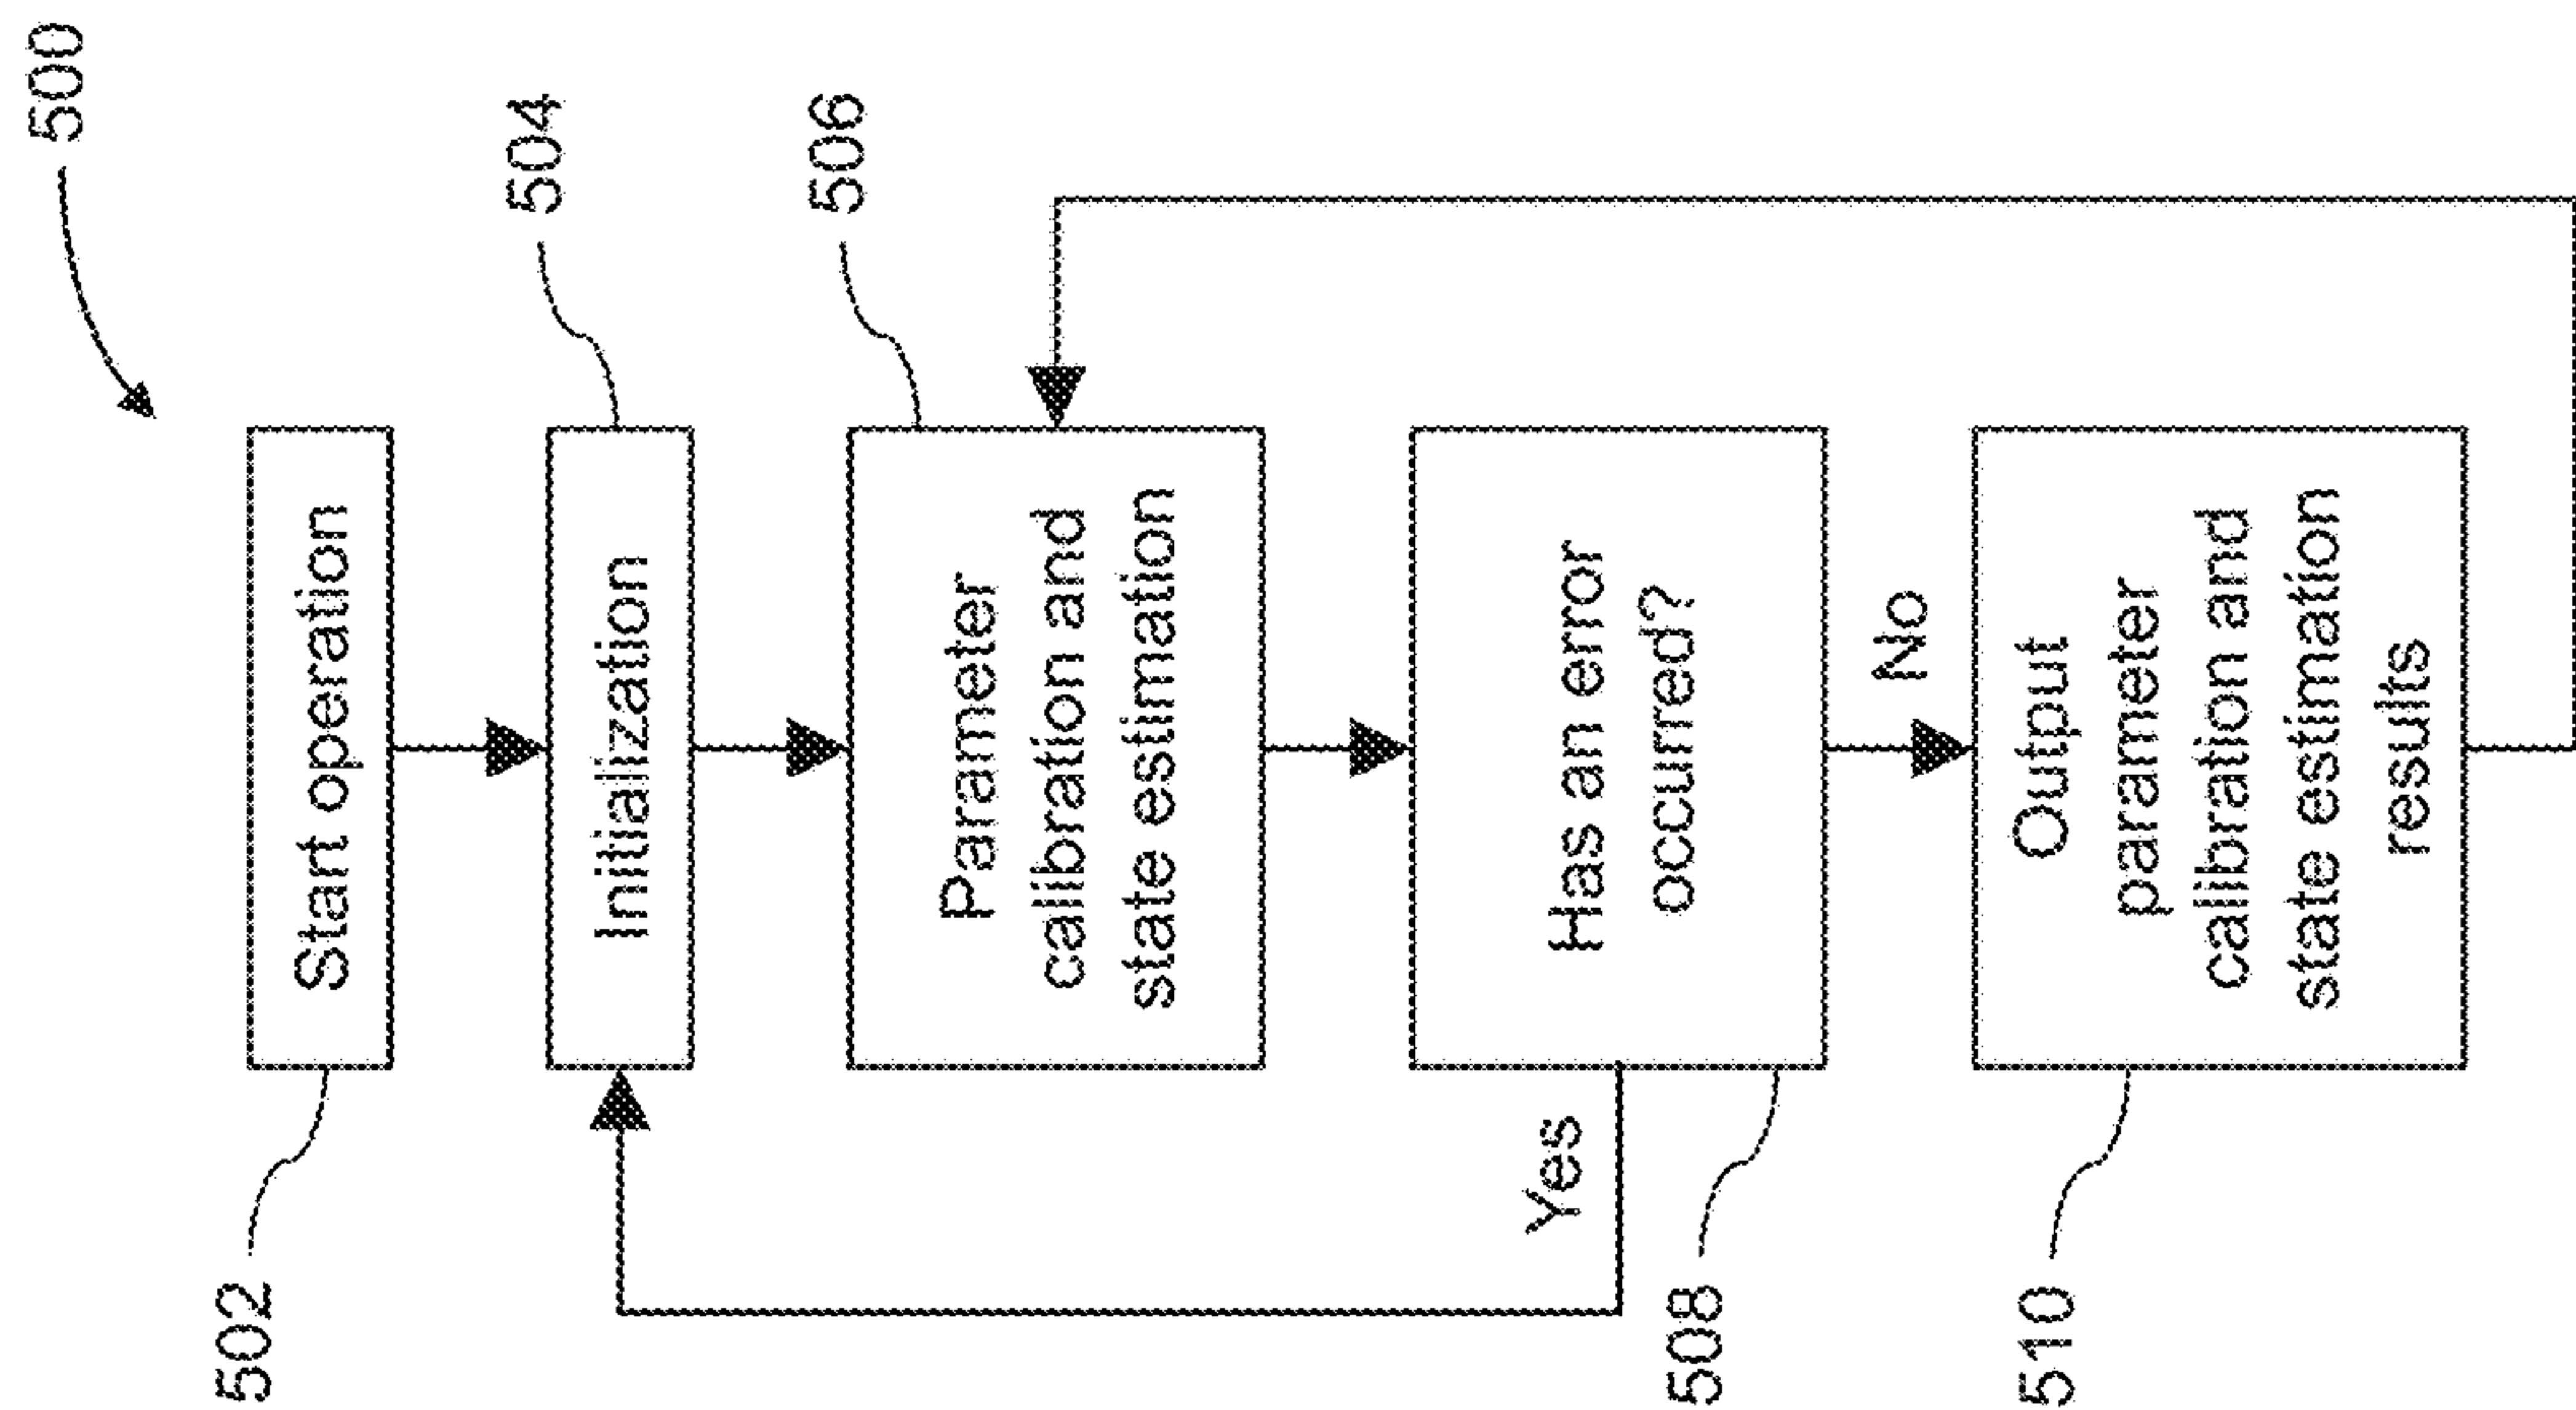 500
502
Start operation
504
Initialization
506
Parameter
calibration and
state estimation
Has an error
occurred?
Yes
508
No
Output
parameter
calibration and
state estimation
results
510